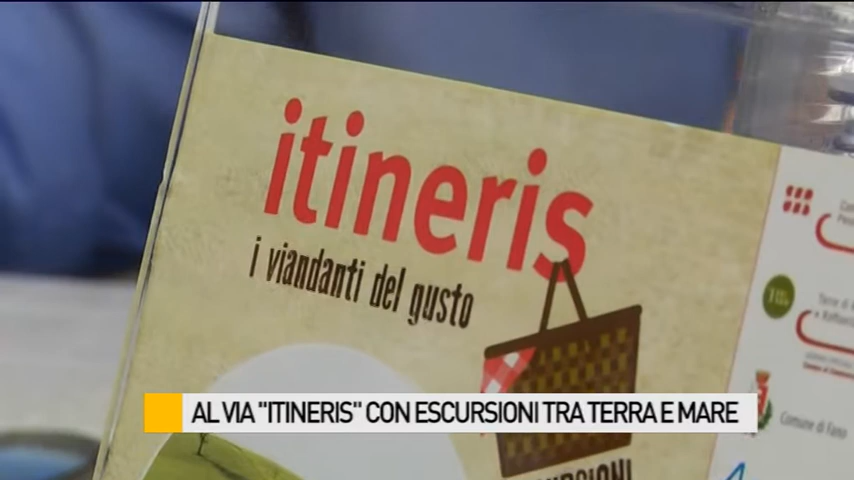 itineris
i viandanti del gusto
AL VIA "ITINERIS" CON ESCURSIONI TRA TERRA E MARE
Comune di Fano